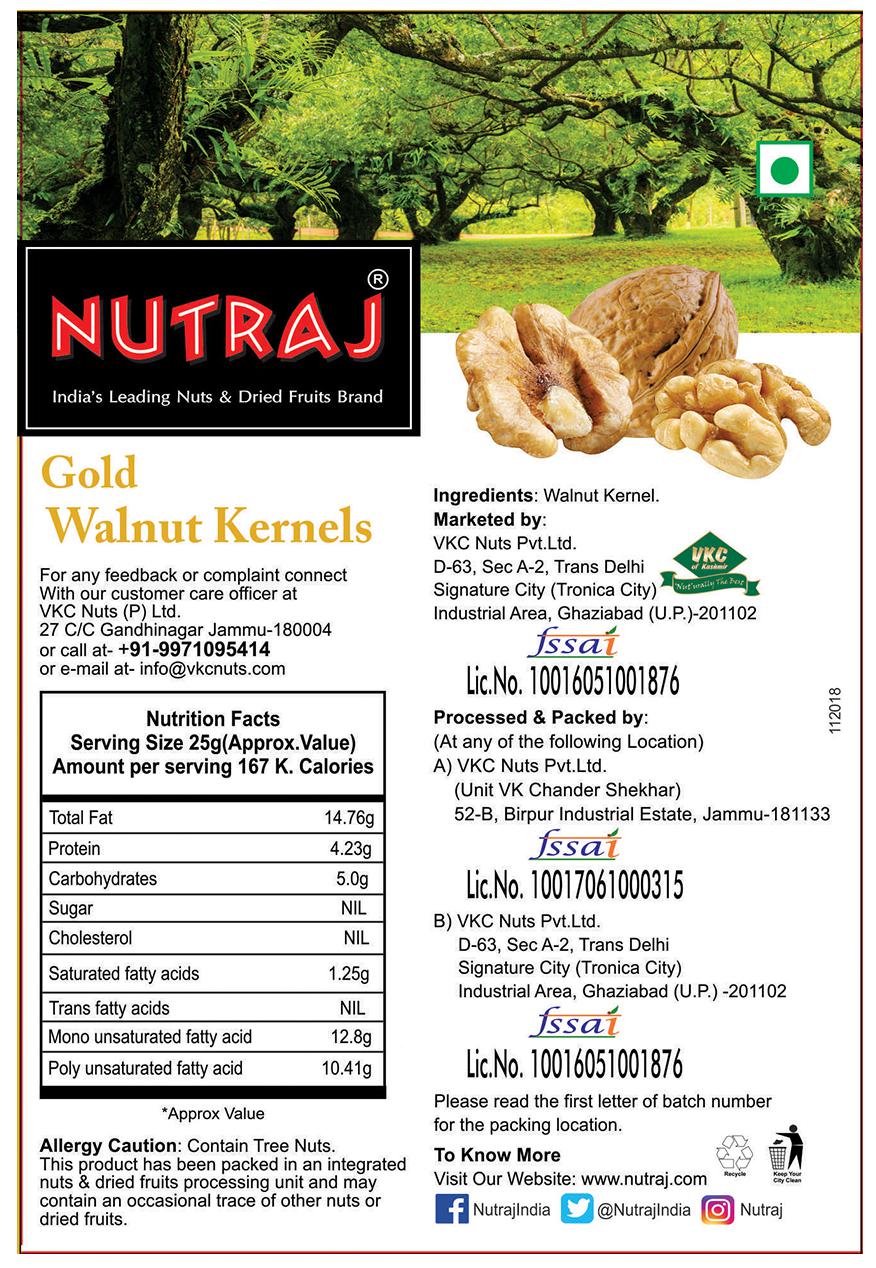 NUTRAJ®
India's Leading Nuts & Dried Fruits Brand
Gold
Walnut Kernels
For any feedback or complaint connect
With our customer care officer at
VKC Nuts (P) Ltd.
27 C/C Gandhinagar Jammu-180004
or call at- +91-9971095414
or e-mail at- info@vkcnuts.com
Nutrition Facts
Serving Size 25g(Approx.Value)
Amount per serving 167 K. Calories
Total Fat 14.76g
Protein 4.23g
Carbohydrates 5.0g
Sugar NIL
Cholesterol NIL
Saturated fatty acids 1.25g
Trans fatty acids NIL
Mono unsaturated fatty acid 12.8g
Poly unsaturated fatty acid 10.41g
*Approx Value
Allergy Caution: Contain Tree Nuts.
This product has been packed in an integrated
nuts & dried fruits processing unit and may
contain an occasional trace of other nuts or
dried fruits.
Ingredients: Walnut Kernel.
Marketed by:
VKC Nuts Pvt.Ltd.
D-63, Sec A-2, Trans Delhi
Signature City (Tronica City)
Industrial Area, Ghaziabad (U.P.)-201102
VKC
of Kashmir
"Nut'urally The Best"
fssai
Lic.No. 10016051001876
Processed & Packed by:
(At any of the following Location)
A) VKC Nuts Pvt.Ltd.
(Unit VK Chander Shekhar)
52-B, Birpur Industrial Estate, Jammu-181133
fssai
Lic.No. 10017061000315
B) VKC Nuts Pvt.Ltd.
D-63, Sec A-2, Trans Delhi
Signature City (Tronica City)
Industrial Area, Ghaziabad (U.P.) -201102
fssai
Lic.No. 10016051001876
Please read the first letter of batch number
for the packing location.
To Know More
Visit Our Website: www.nutraj.com
Recycle
Keep Your
City Clean
NutrajIndia @NutrajIndia Nutraj
112018